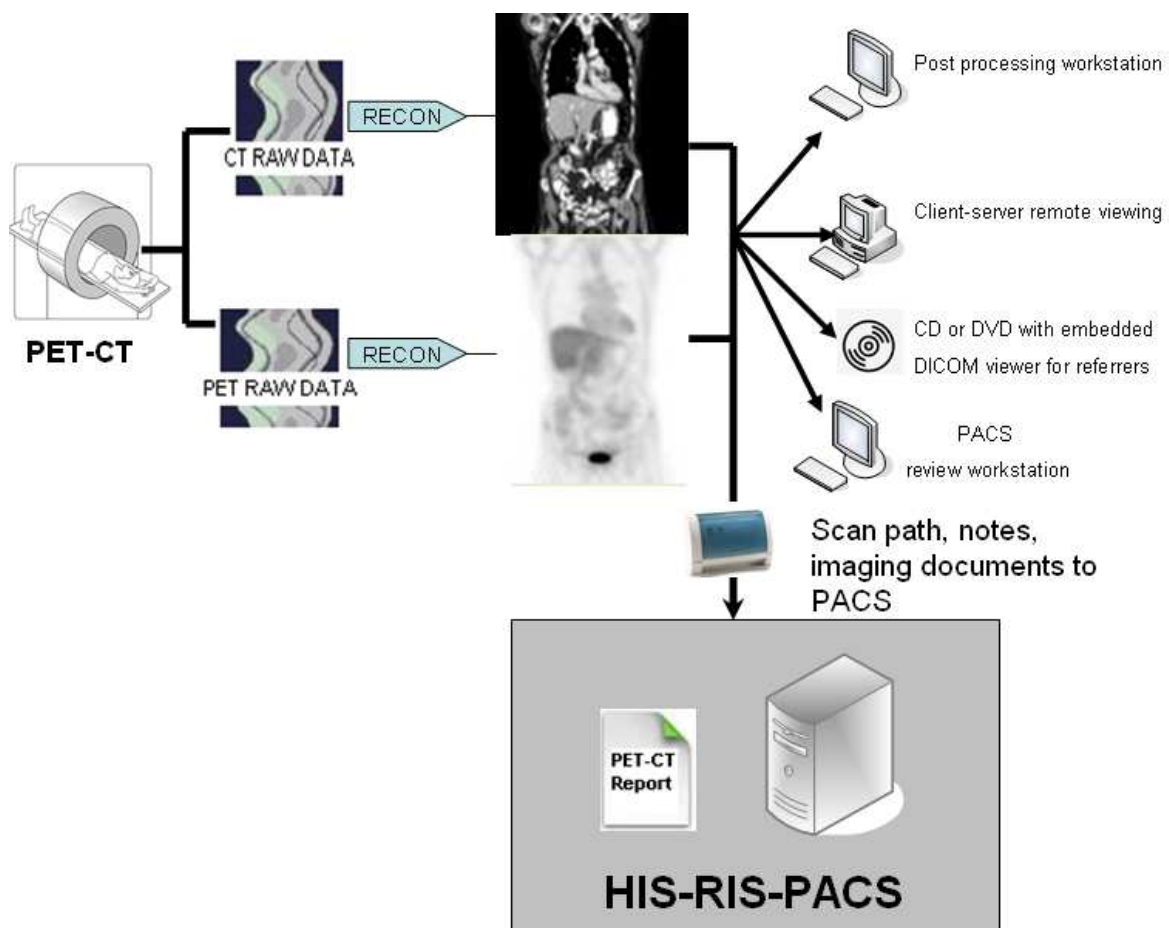 Post processing workstation
RECON
CT RAW DATA
Client-server remote viewing
PET-CT
RECON
PET RAW DATA
CD or DVD with embedded
DICOM viewer for referrers
PACS
review workstation
Scan path, notes,
imaging documents to
PACS
PET-CT
Report
HIS-RIS-PACS